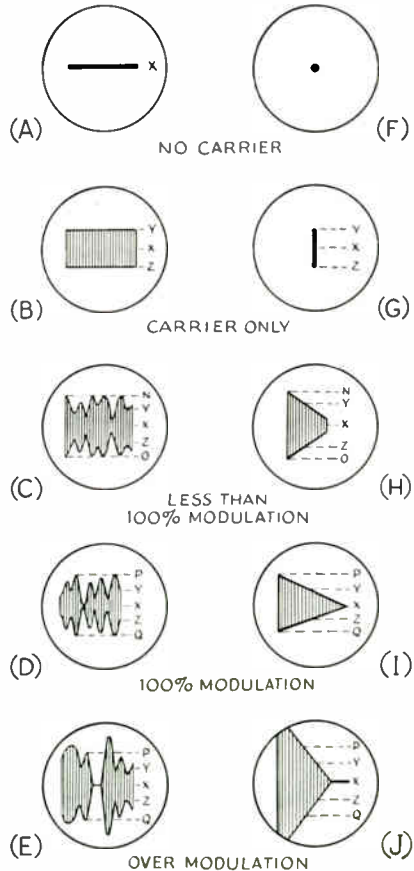 X
(A) (F)
NO CARRIER
Y Y
X X
Z Z
(B) (G)
CARRIER ONLY
N N
Y Y
X X
Z Z
O O
(C) (H)
LESS THAN
100% MODULATION
P P
Y Y
X X
Z Z
Q Q
(D) (I)
100% MODULATION
P P
Y Y
X X
Z Z
Q Q
(E) (J)
OVER MODULATION